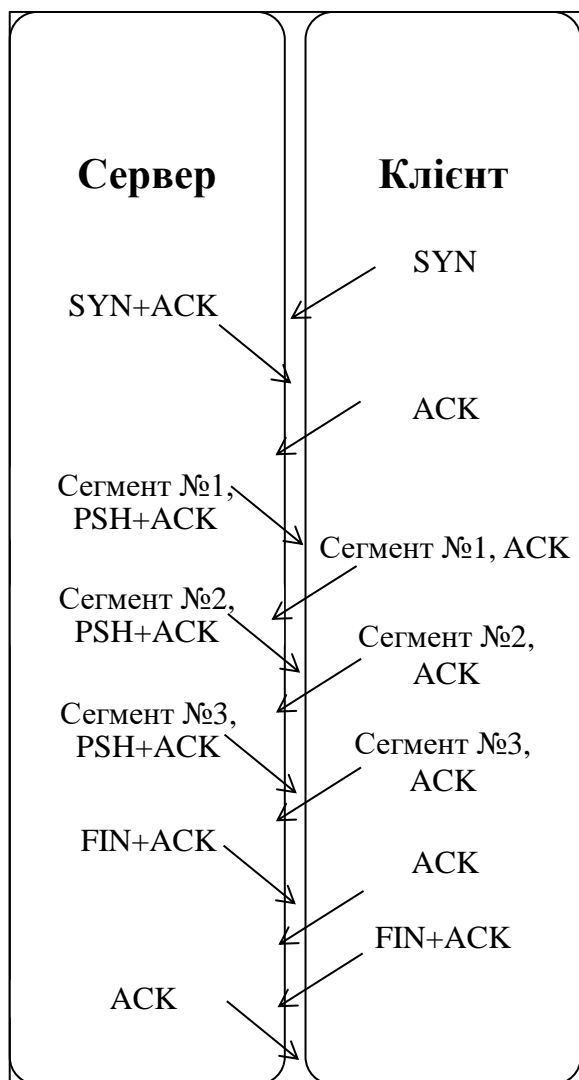 Сервер
Клієнт
SYN
SYN+ACK
ACK
Сегмент №1,
PSH+ACK
Сегмент №1, ACK
Сегмент №2,
PSH+ACK
Сегмент №2,
ACK
Сегмент №3,
PSH+ACK
Сегмент №3,
ACK
FIN+ACK
ACK
FIN+ACK
ACK